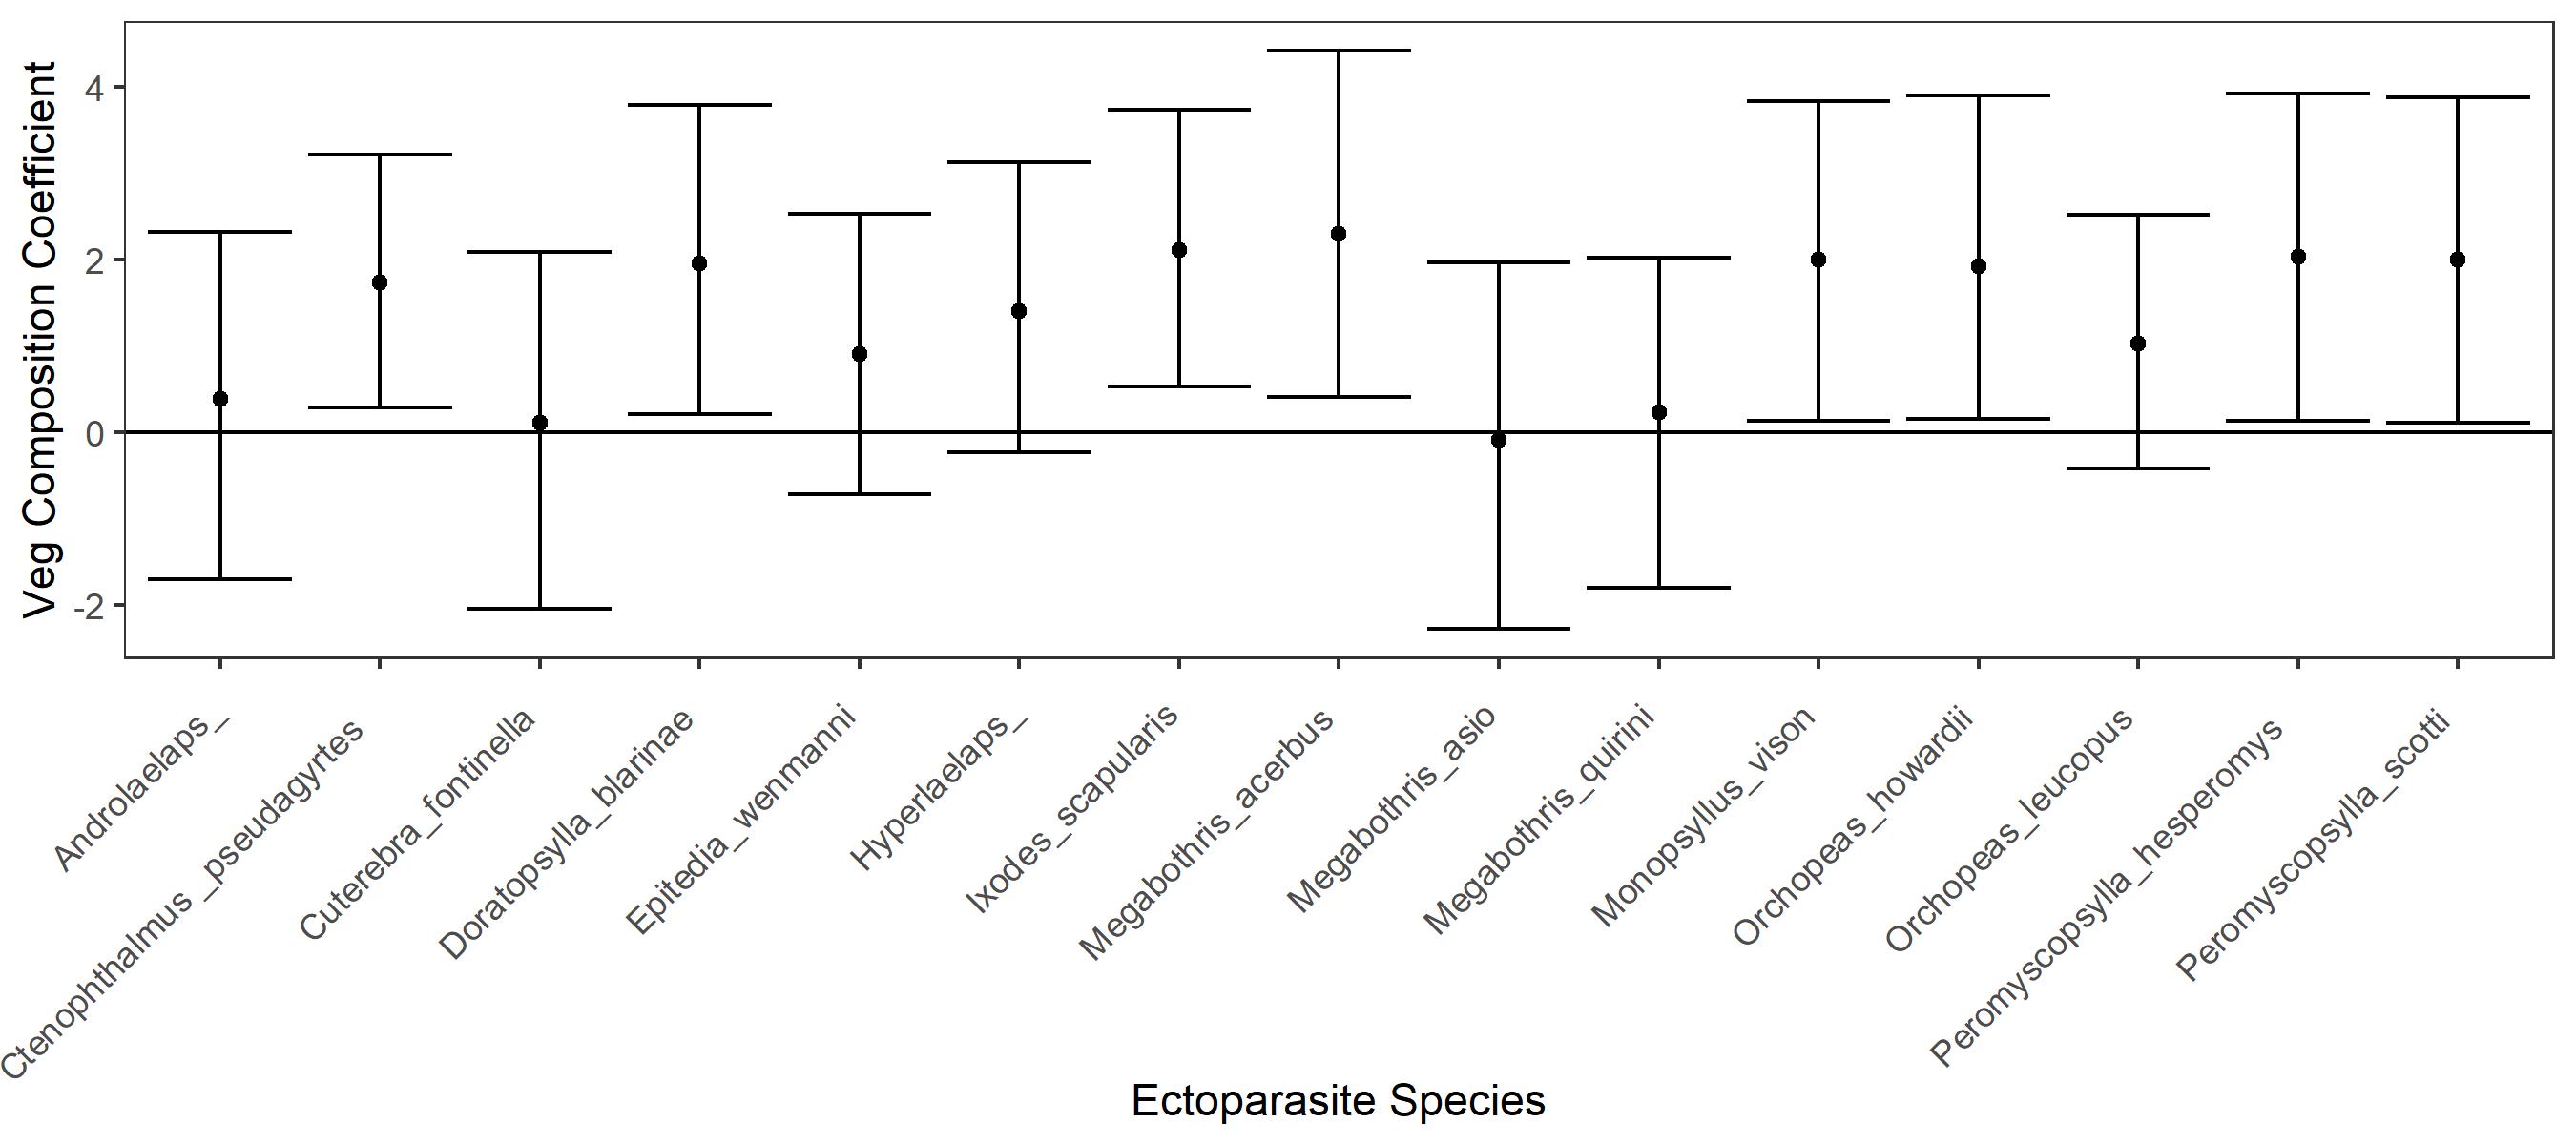 Veg Composition Coefficient
4
2
0
-2
Androlaelaps_
Ctenophthalmus _pseudagyrtes
Cuterebra_fontinella
Doratopsylla_blarinae
Epitedia_wenmanni
Hyperlaelaps_
Ixodes_scapularis
Megabothris_acerbus
Megabothris_asio
Megabothris_quirini
Monopsyllus_vison
Orchopeas_howardii
Orchopeas_leucopus
Peromyscopsylla_hesperomys
Peromyscopsylla_scotti
Ectoparasite Species